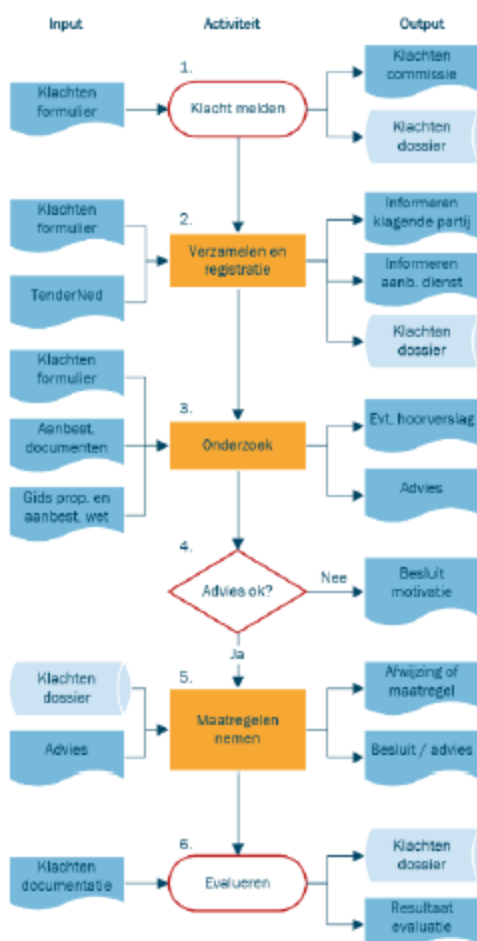 Input
Activiteit
Output
1.
Klachten
formulier
Klacht melden
Klachten
commissie
Klachten
dossier
2.
Klachten
formulier
TenderNed
Verzamelen en
registratie
Informeren
klagende partij
Informeren
aanb. dienst
Klachten
dossier
3.
Klachten
formulier
Aanbest.
documenten
Gids prop. en
aanbest. wet
Onderzoek
Evt. hoorverslag
Advies
4.
Advies ok?
Nee
Besluit
motivatie
Ja
5.
Klachten
dossier
Advies
Maatregelen
nemen
Afwijzing of
maatregel
Besluit / advies
6.
Klachten
documentatie
Evalueren
Klachten
dossier
Resultaat
evaluatie